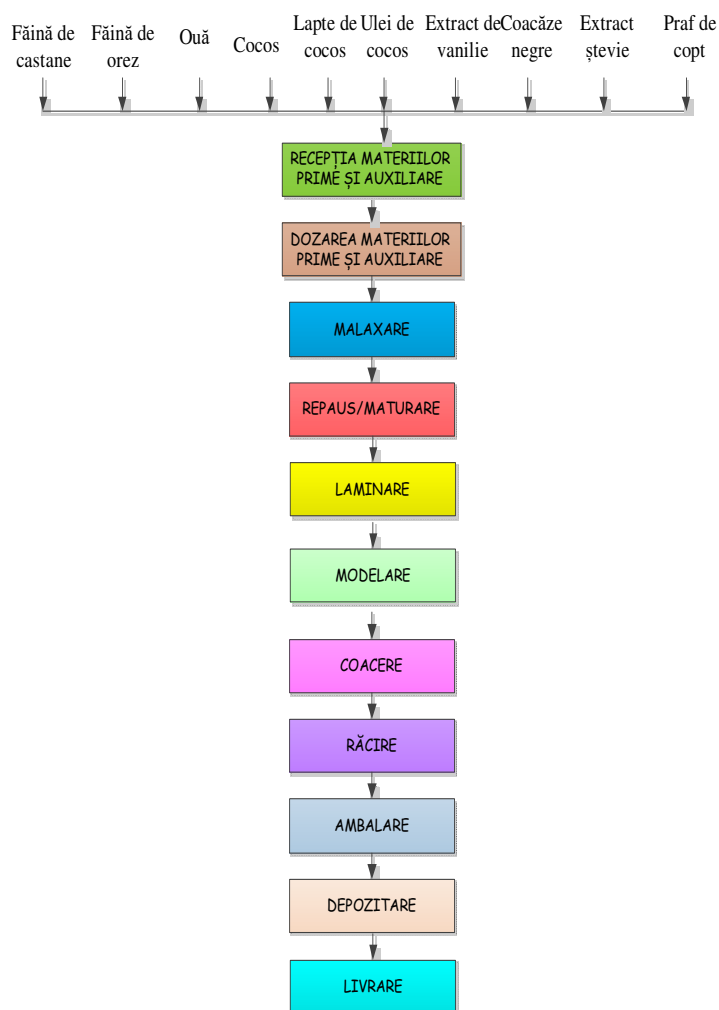 Făină de
castane
Făină de
orez
Ouă
Cocos
Lapte de
cocos
Ulei de
cocos
Extract de
vanilie
Coacăze
negre
Extract
ștevie
Praf de
copt
RECEPȚIA MATERIILOR
PRIME ȘI AUXILIARE
DOZAREA MATERIILOR
PRIME ȘI AUXILIARE
MALAXARE
REPAUS/MATURARE
LAMINARE
MODELARE
COACERE
RĂCIRE
AMBALARE
DEPOZITARE
LIVRARE